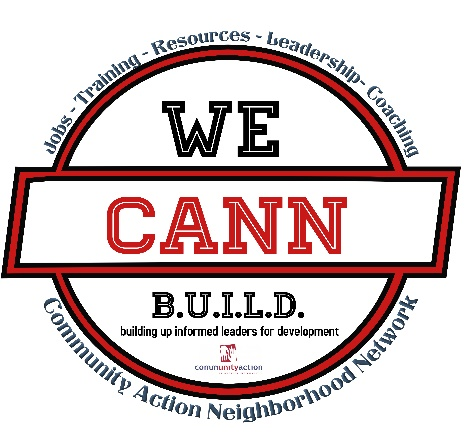 Jobs - Training - Resources - Leadership- Coaching
WE
CANN
B.U.I.L.D.
building up informed leaders for development
communityaction
Community Action Neighborhood Network